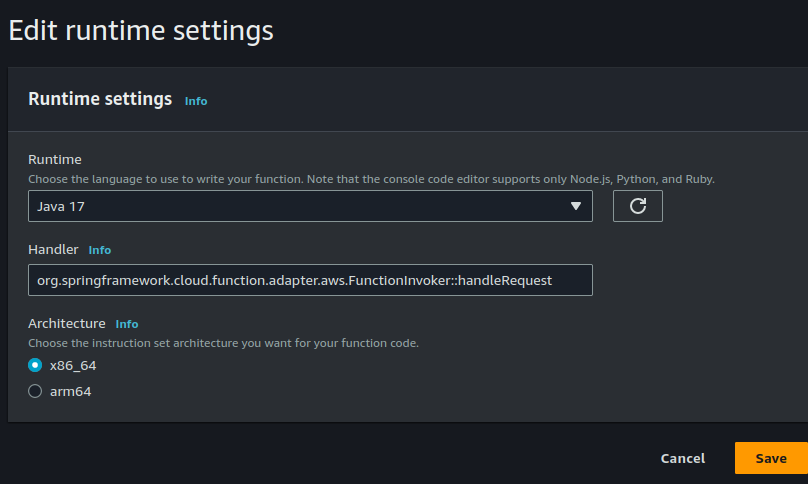 Edit runtime settings
Runtime settings Info
Runtime
Choose the language to use to write your function. Note that the console code editor supports only Node.js, Python, and Ruby.
Java 17
Handler Info
org.springframework.cloud.function.adapter.aws.FunctionInvoker::handleRequest
Architecture Info
Choose the instruction set architecture you want for your function code.
x86_64
arm64
Cancel Save